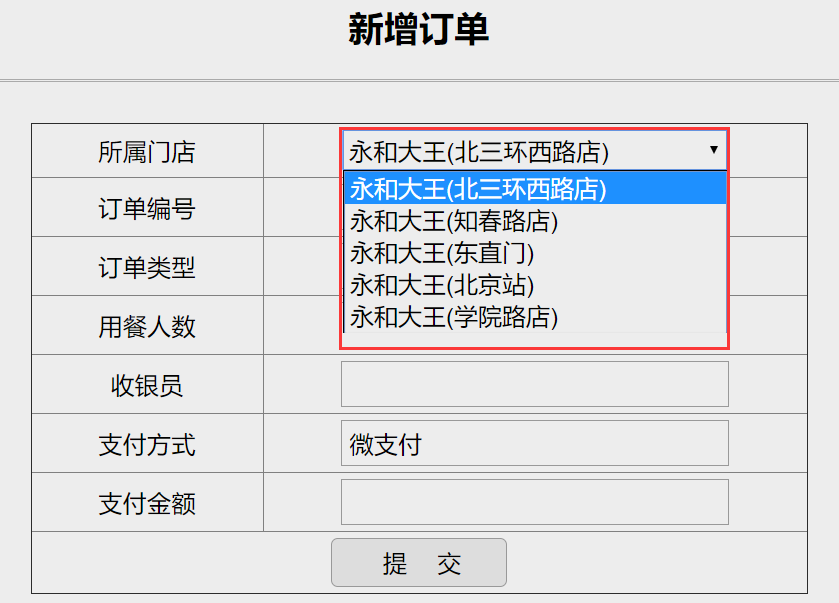 新增订单
所属门店 永和大王(北三环西路店)
永和大王(北三环西路店)
订单编号 永和大王(知春路店)
永和大王(东直门)
订单类型 永和大王(北京站)
用餐人数 永和大王(学院路店)
收银员
支付方式 微支付
支付金额
提 交